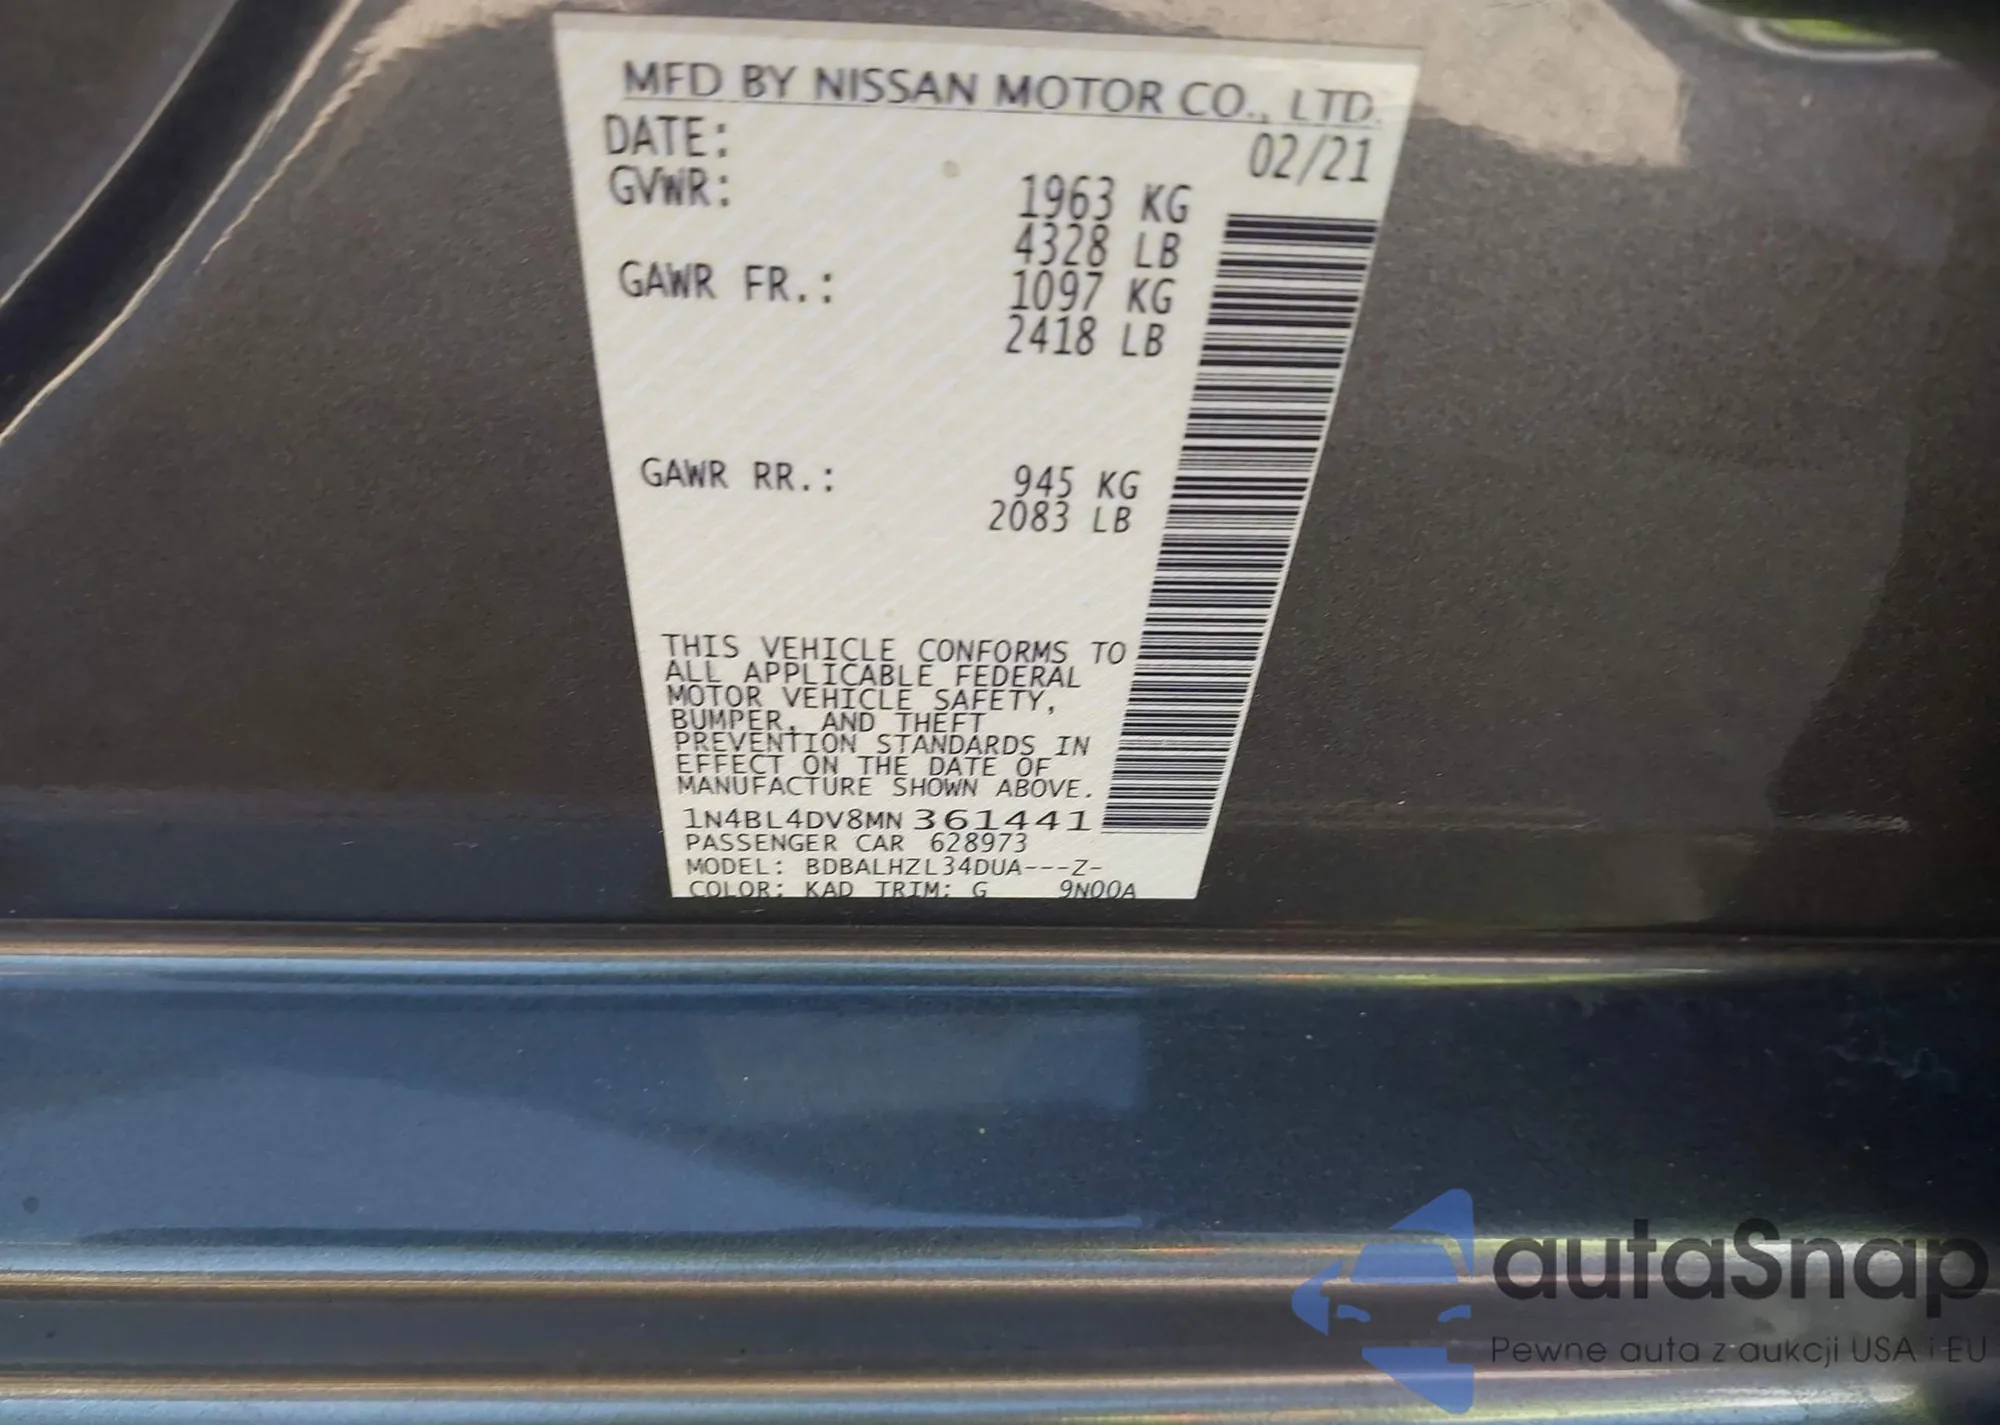 MFD BY NISSAN MOTOR CO., LTD.
DATE: 02/21
GVWR: 1963 KG
4328 LB
GAWR FR.: 1097 KG
2418 LB
GAWR RR.: 945 KG
2083 LB
THIS VEHICLE CONFORMS TO
ALL APPLICABLE FEDERAL
MOTOR VEHICLE SAFETY,
BUMPER, AND THEFT
PREVENTION STANDARDS IN
EFFECT ON THE DATE OF
MANUFACTURE SHOWN ABOVE.
1N4BL4DV8MN 361441
PASSENGER CAR 628973
MODEL: BDBALHZL34DUA---Z-
COLOR: KAD TRIM: G 9N00A
autaSnap
Pewne auta z aukcji USA i EU